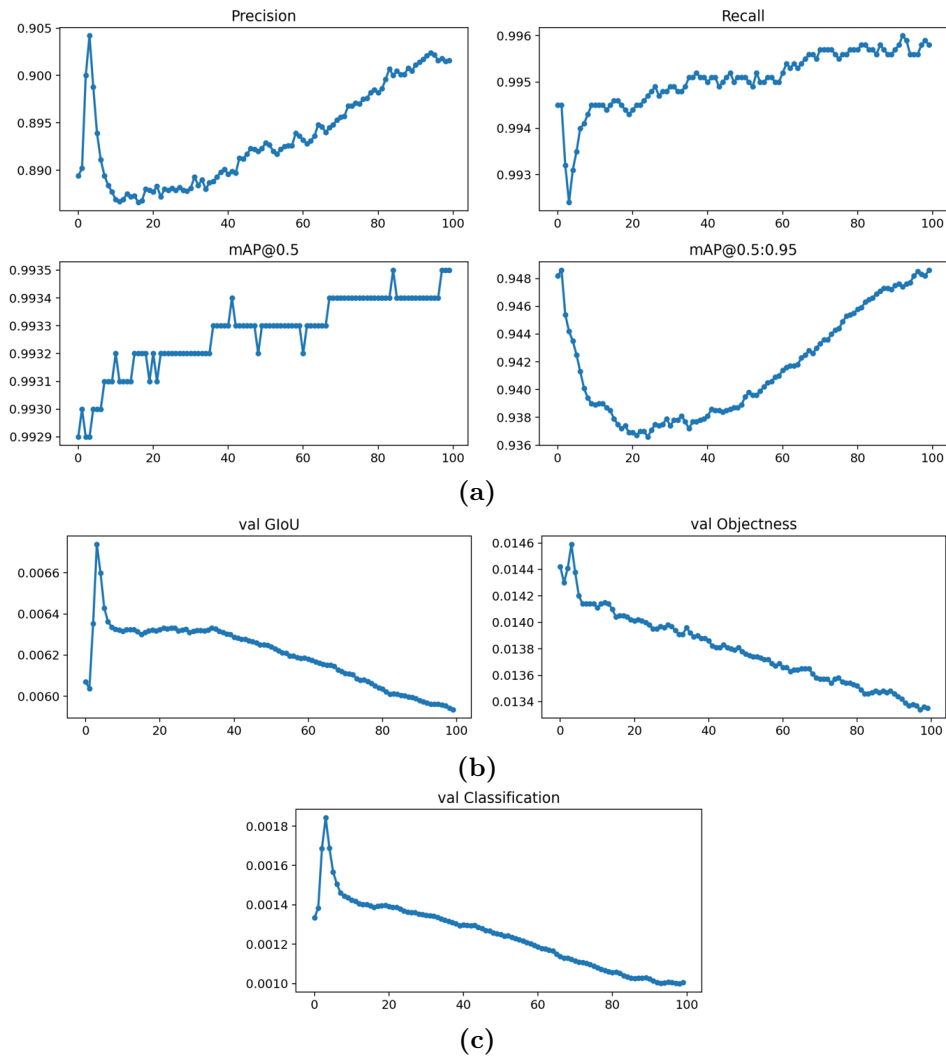 Precision
0.905
0.900
0.895
0.890
0 20 40 60 80 100
Recall
0.996
0.995
0.994
0.993
0 20 40 60 80 100
mAP@0.5
0.9935
0.9934
0.9933
0.9932
0.9931
0.9930
0.9929
0 20 40 60 80 100
mAP@0.5:0.95
0.948
0.946
0.944
0.942
0.940
0.938
0.936
0 20 40 60 80 100
(a)
val GIoU
0.0066
0.0064
0.0062
0.0060
0 20 40 60 80 100
val Objectness
0.0146
0.0144
0.0142
0.0140
0.0138
0.0136
0.0134
0 20 40 60 80 100
(b)
val Classification
0.0018
0.0016
0.0014
0.0012
0.0010
0 20 40 60 80 100
(c)